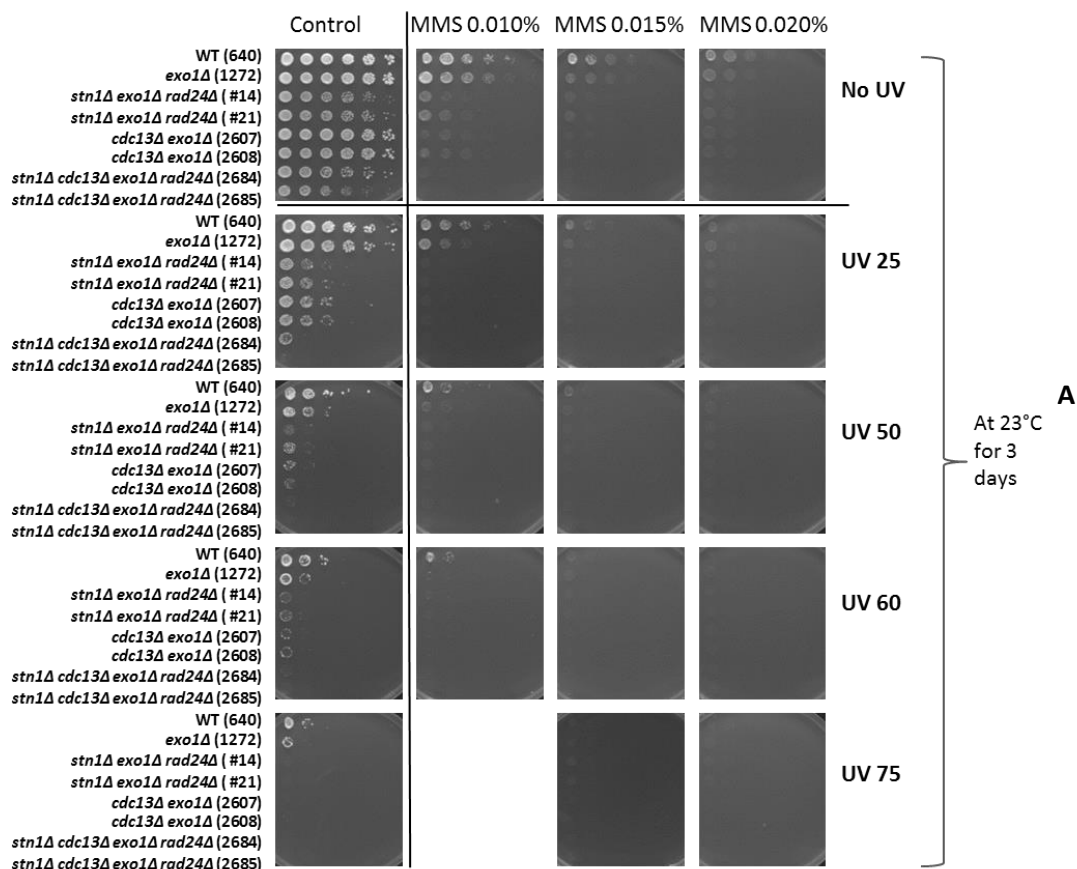 Control MMS 0.010% MMS 0.015% MMS 0.020%
WT (640)
exo1Δ (1272)
stn1Δ exo1Δ rad24Δ ( #14)
stn1Δ exo1Δ rad24Δ ( #21)
cdc13Δ exo1Δ (2607)
cdc13Δ exo1Δ (2608)
stn1Δ cdc13Δ exo1Δ rad24Δ (2684)
stn1Δ cdc13Δ exo1Δ rad24Δ (2685)
No UV
WT (640)
exo1Δ (1272)
stn1Δ exo1Δ rad24Δ ( #14)
stn1Δ exo1Δ rad24Δ ( #21)
cdc13Δ exo1Δ (2607)
cdc13Δ exo1Δ (2608)
stn1Δ cdc13Δ exo1Δ rad24Δ (2684)
stn1Δ cdc13Δ exo1Δ rad24Δ (2685)
UV 25
WT (640)
exo1Δ (1272)
stn1Δ exo1Δ rad24Δ ( #14)
stn1Δ exo1Δ rad24Δ ( #21)
cdc13Δ exo1Δ (2607)
cdc13Δ exo1Δ (2608)
stn1Δ cdc13Δ exo1Δ rad24Δ (2684)
stn1Δ cdc13Δ exo1Δ rad24Δ (2685)
UV 50
WT (640)
exo1Δ (1272)
stn1Δ exo1Δ rad24Δ ( #14)
stn1Δ exo1Δ rad24Δ ( #21)
cdc13Δ exo1Δ (2607)
cdc13Δ exo1Δ (2608)
stn1Δ cdc13Δ exo1Δ rad24Δ (2684)
stn1Δ cdc13Δ exo1Δ rad24Δ (2685)
UV 60
WT (640)
exo1Δ (1272)
stn1Δ exo1Δ rad24Δ ( #14)
stn1Δ exo1Δ rad24Δ ( #21)
cdc13Δ exo1Δ (2607)
cdc13Δ exo1Δ (2608)
stn1Δ cdc13Δ exo1Δ rad24Δ (2684)
stn1Δ cdc13Δ exo1Δ rad24Δ (2685)
UV 75
At 23°C
for 3
days
A